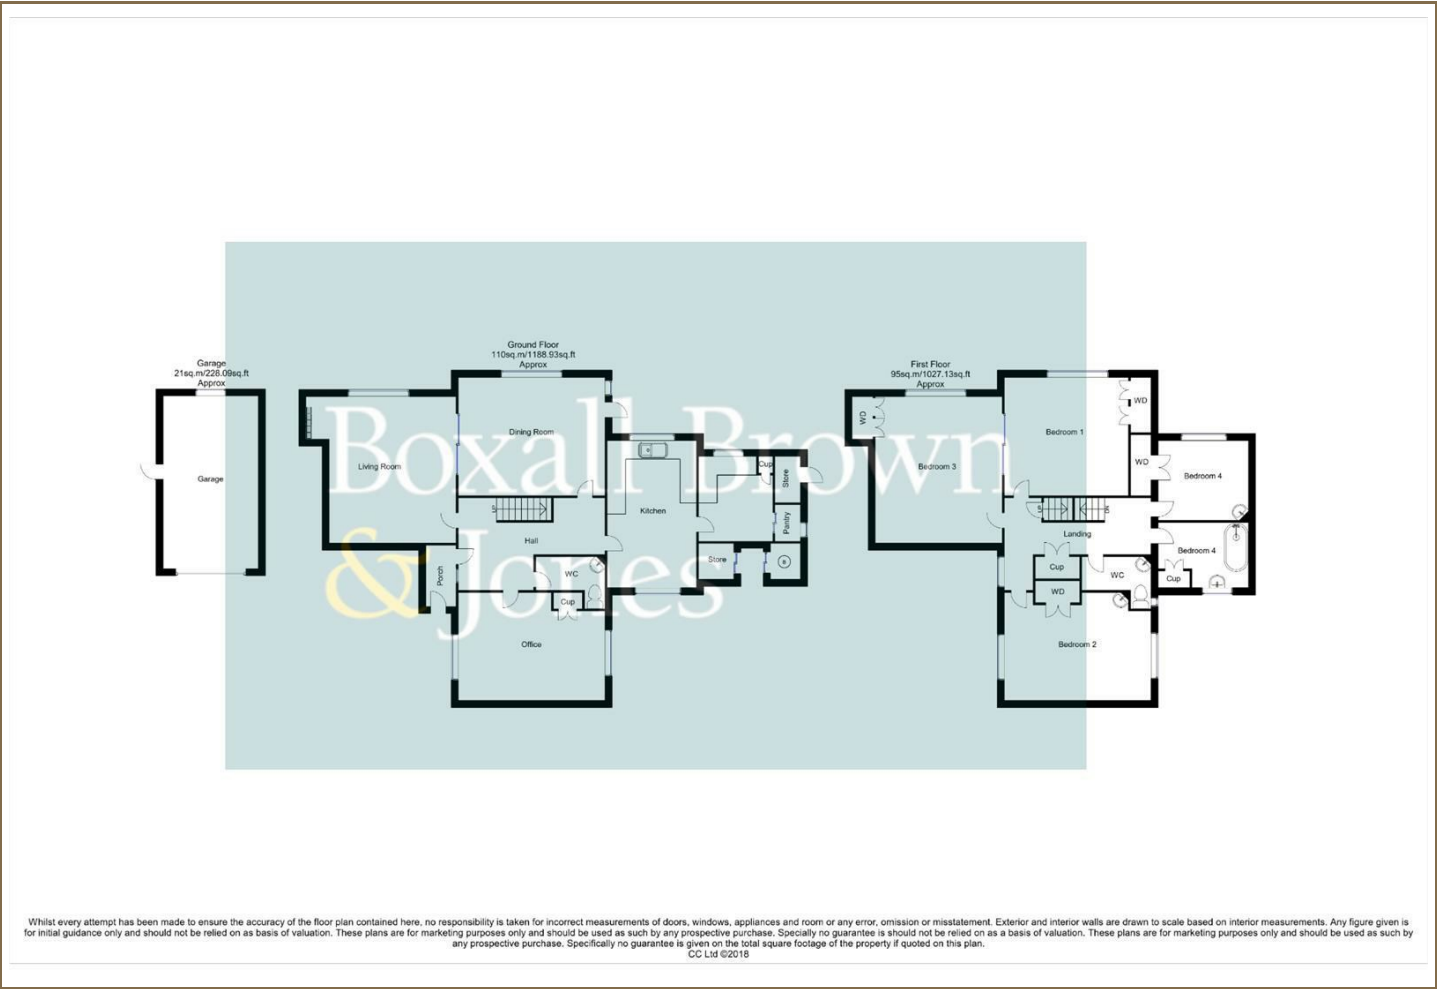 Garage
21sq.m/228.09sq.ft
Approx
Garage
Ground Floor
110sq.m/1188.93sq.ft
Approx
Dining Room
Living Room
Kitchen
Cup
Store
Pantry
Store
B
UP
Hall
WC
Porch
Cup
Office
First Floor
95sq.m/1027.13sq.ft
Approx
WD
Bedroom 1
WD
Bedroom 3
WD
Bedroom 4
UP
DN
Landing
Bedroom 4
Cup
Cup
WC
WD
Bedroom 2
Boxall Brown
& Jones
Whilst every attempt has been made to ensure the accuracy of the floor plan contained here, no responsibility is taken for incorrect measurements of doors, windows, appliances and room or any error, omission or misstatement. Exterior and interior walls are drawn to scale based on interior measurements. Any figure given is
for initial guidance only and should not be relied on as basis of valuation. These plans are for marketing purposes only and should be used as such by any prospective purchase. Specially no guarantee is should not be relied on as a basis of valuation. These plans are for marketing purposes only and should be used as such by
any prospective purchase. Specifically no guarantee is given on the total square footage of the property if quoted on this plan.
CC Ltd ©2018